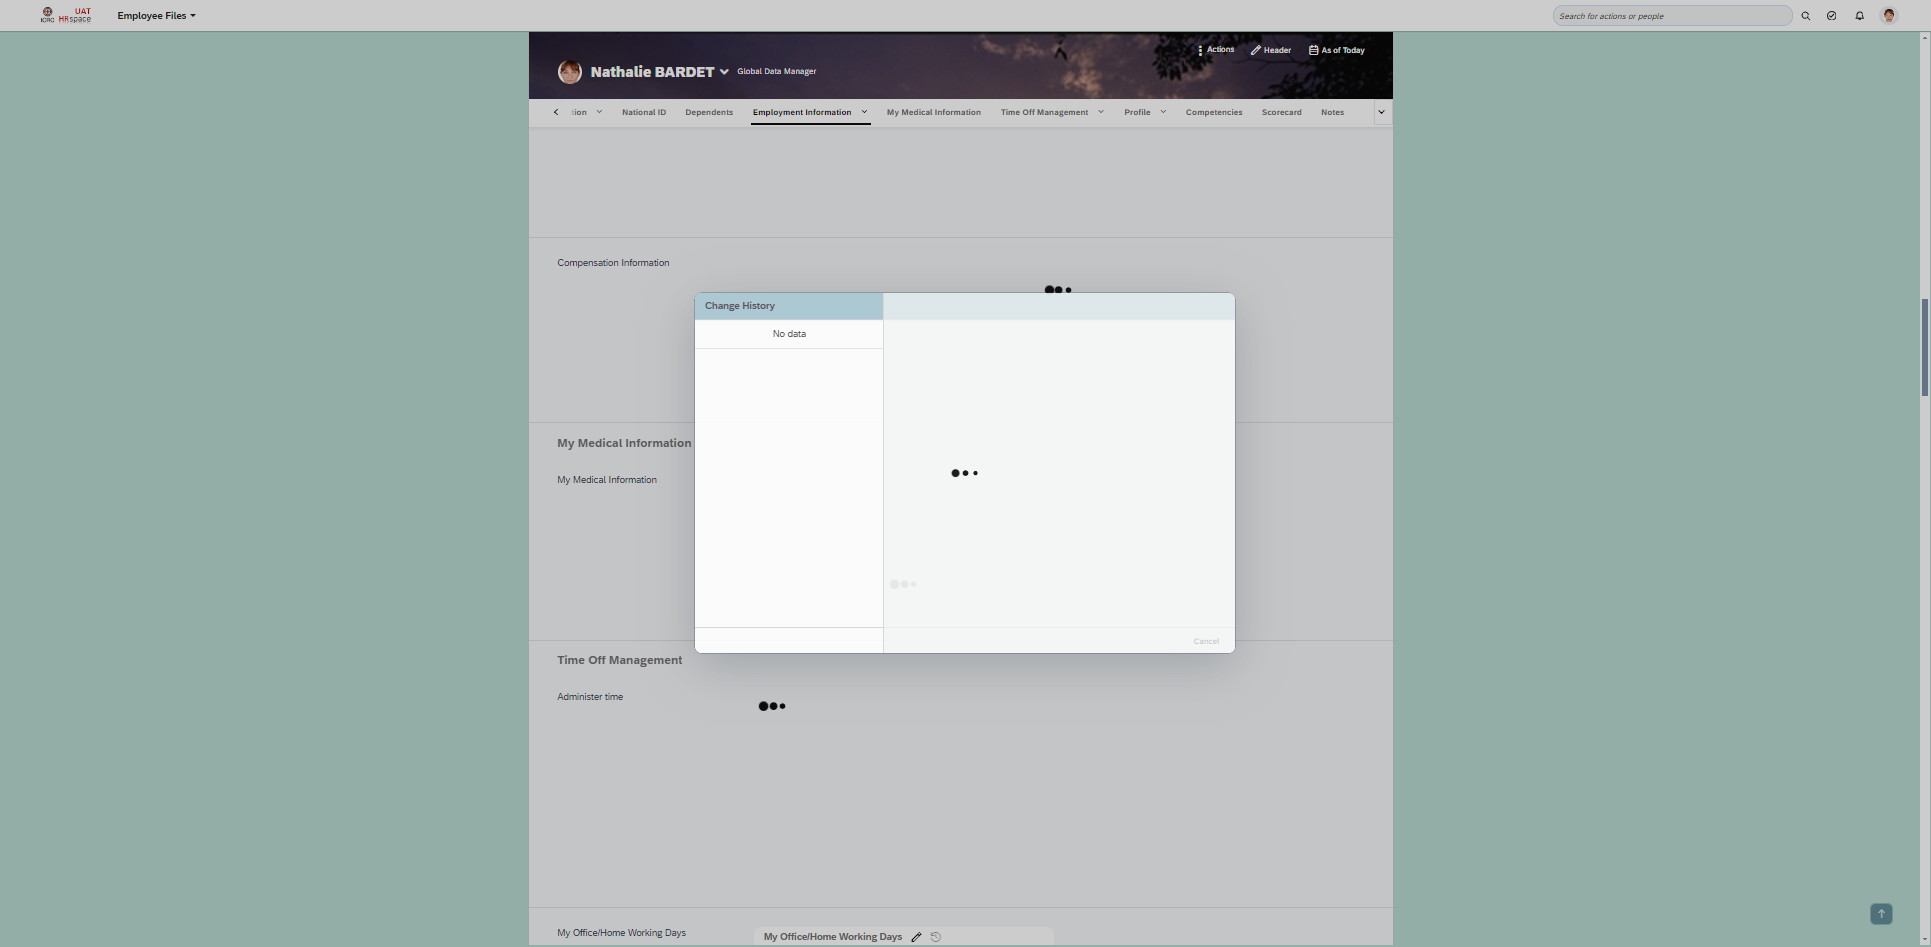 ICRC
UAT
HRspace
Employee Files
Search for actions or people
Actions
Header
As of Today
Nathalie BARDET
Global Data Manager
tion
National ID
Dependents
Employment Information
My Medical Information
Time Off Management
Profile
Competencies
Scorecard
Notes
Compensation Information
Change History
No data
My Medical Information
My Medical Information
Cancel
Time Off Management
Administer time
My Office/Home Working Days
My Office/Home Working Days